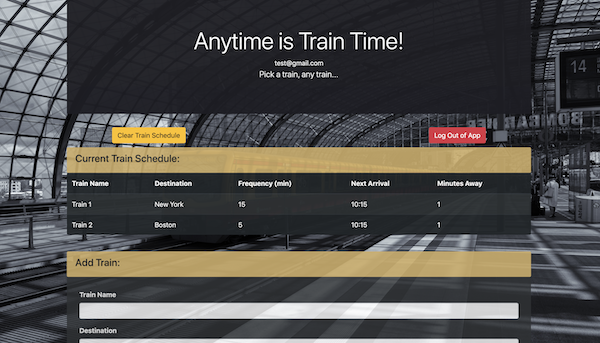 Anytime is Train Time!
test@gmail.com
Pick a train, any train...
14
Clear Train Schedule
Log Out of App
Current Train Schedule:
Train Name Destination Frequency (min) Next Arrival Minutes Away
Train 1 New York 15 10:15 1
Train 2 Boston 5 10:15 1
Add Train:
Train Name
Destination